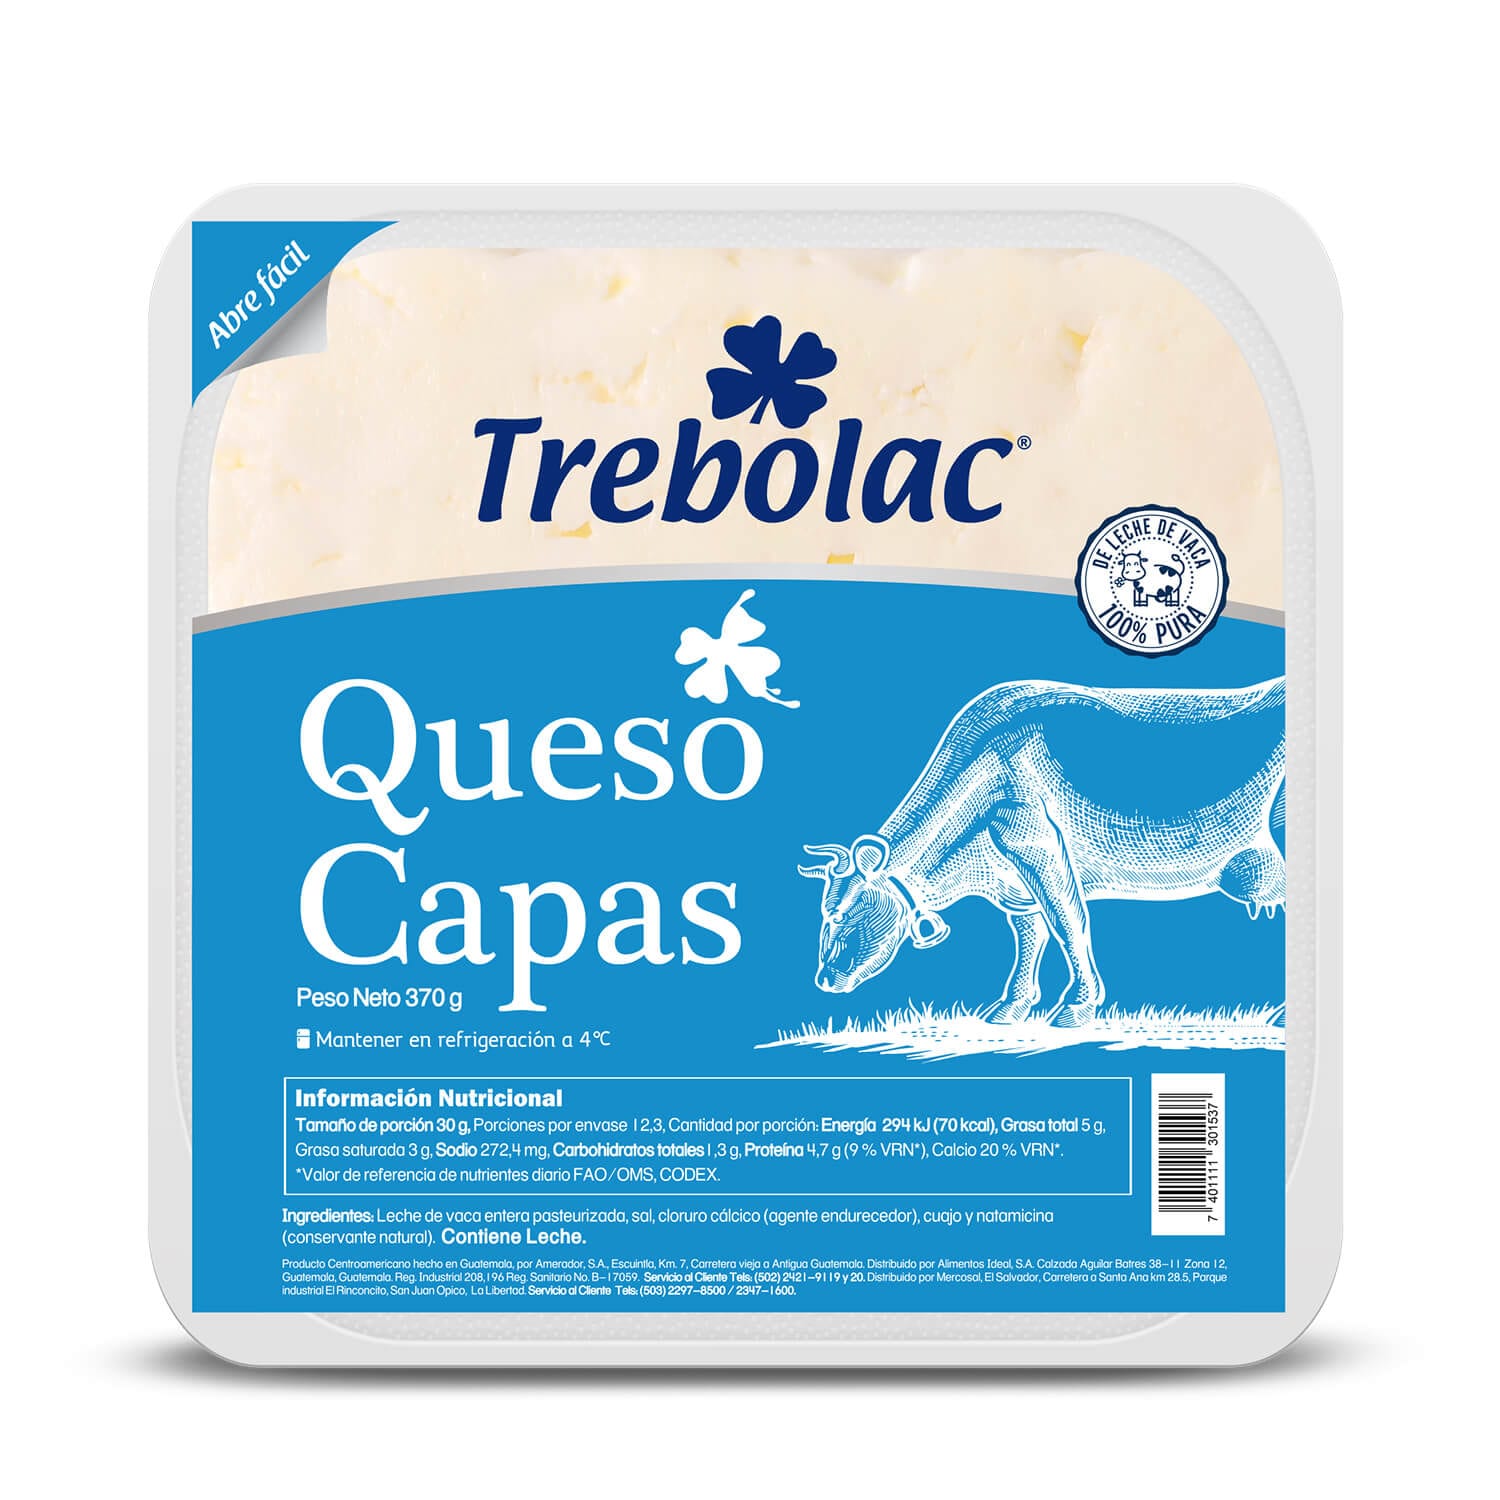 Abre fácil
Trebolac®
DE LECHE DE VACA
100% PURA
Queso
Capas
Peso Neto 370 g
Mantener en refrigeración a 4°C
Información Nutricional
Tamaño de porción 30 g, Porciones por envase 12,3, Cantidad por porción: Energía 294 kJ (70 kcal), Grasa total 5 g,
Grasa saturada 3 g, Sodio 272,4 mg, Carbohidratos totales 1,3 g, Proteína 4,7 g (9 % VRN*), Calcio 20 % VRN*.
*Valor de referencia de nutrientes diario FAO/OMS, CODEX.
Ingredientes: Leche de vaca entera pasteurizada, sal, cloruro cálcico (agente endurecedor), cuajo y natamicina
(conservante natural). Contiene Leche.
Producto Centroamericano hecho en Guatemala, por Amerador, S.A., Escuintla, Km. 7, Carretera vieja a Antigua Guatemala. Distribuido por Alimentos Ideal, S.A. Calzada Aguilar Batres 38-11 Zona 12,
Guatemala, Guatemala. Reg. Industrial 208,196 Reg. Sanitario No. B-17059. Servicio al Cliente Tels: (502) 2421-9119 y 20. Distribuido por Mercosal, El Salvador, Carretera a Santa Ana km 28.5, Parque
industrial El Rinconcito, San Juan Opico, La Libertad. Servicio al Cliente Tels: (503) 2297-8500 / 2347-1600.
7 401111 301537